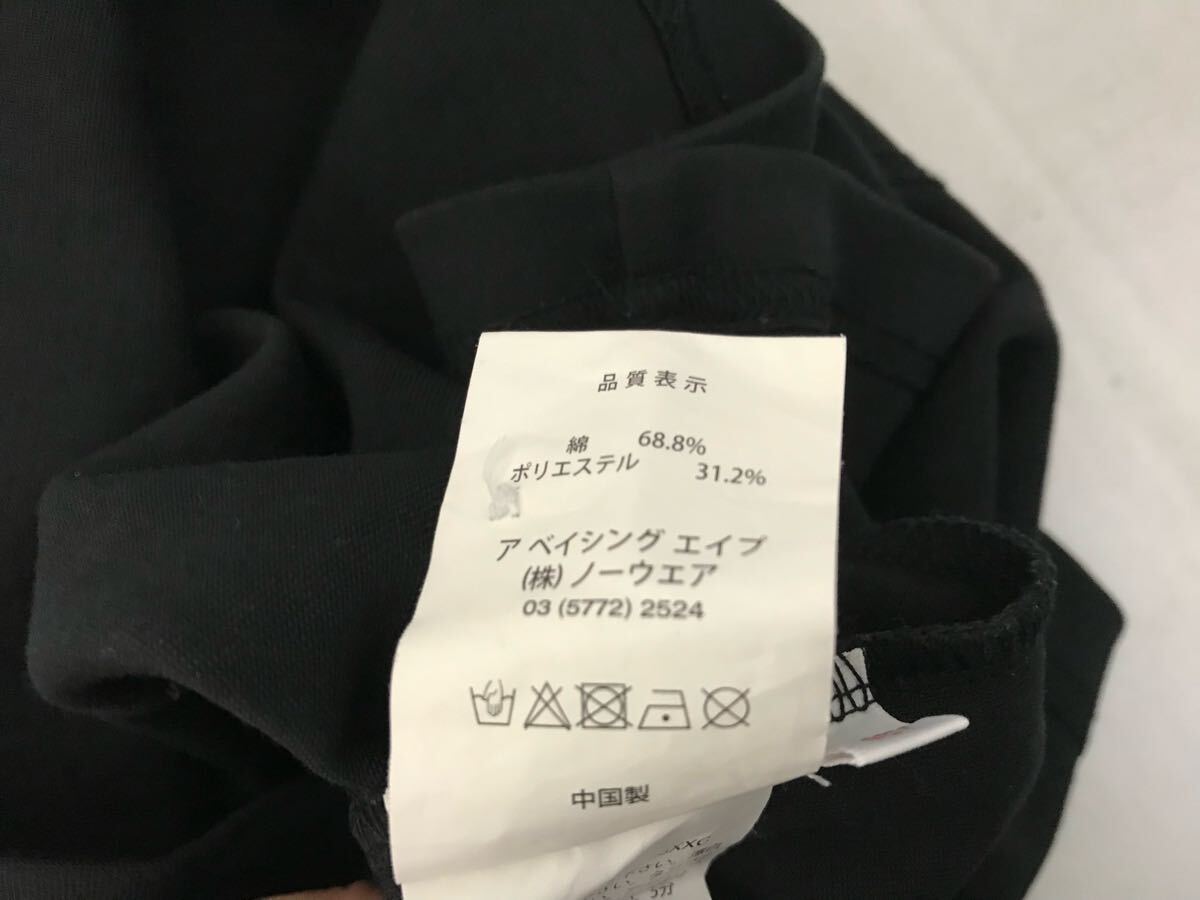 品質表示
綿 68.8%
ポリエステル 31.2%
ア ベイシング エイプ
(株) ノーウエア
03 (5772) 2524
中国製